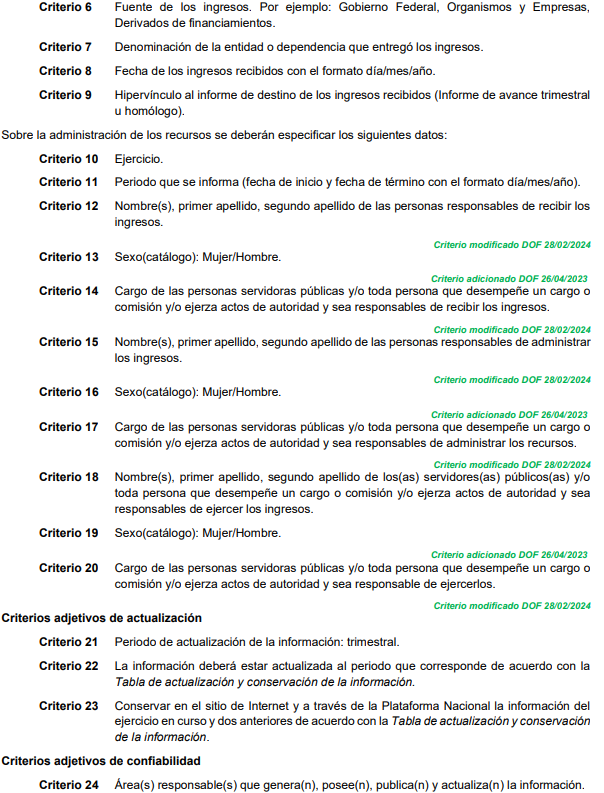 Criterio 6 Fuente de los ingresos. Por ejemplo: Gobierno Federal, Organismos y Empresas,
Derivados de financiamientos.
Criterio 7 Denominación de la entidad o dependencia que entregó los ingresos.
Criterio 8 Fecha de los ingresos recibidos con el formato día/mes/año.
Criterio 9 Hipervínculo al informe de destino de los ingresos recibidos (Informe de avance trimestral
u homólogo).
Sobre la administración de los recursos se deberán especificar los siguientes datos:
Criterio 10 Ejercicio.
Criterio 11 Periodo que se informa (fecha de inicio y fecha de término con el formato día/mes/año).
Criterio 12 Nombre(s), primer apellido, segundo apellido de las personas responsables de recibir los
ingresos.
Criterio modificado DOF 28/02/2024
Criterio 13 Sexo(catálogo): Mujer/Hombre.
Criterio adicionado DOF 26/04/2023
Criterio 14 Cargo de las personas servidoras públicas y/o toda persona que desempeñe un cargo o
comisión y/o ejerza actos de autoridad y sea responsables de recibir los ingresos.
Criterio modificado DOF 28/02/2024
Criterio 15 Nombre(s), primer apellido, segundo apellido de las personas responsables de administrar
los ingresos.
Criterio modificado DOF 28/02/2024
Criterio 16 Sexo(catálogo): Mujer/Hombre.
Criterio adicionado DOF 26/04/2023
Criterio 17 Cargo de las personas servidoras públicas y/o toda persona que desempeñe un cargo o
comisión y/o ejerza actos de autoridad y sea responsables de administrar los recursos.
Criterio modificado DOF 28/02/2024
Criterio 18 Nombre(s), primer apellido, segundo apellido de los(as) servidores(as) públicos(as) y/o
toda persona que desempeñe un cargo o comisión y/o ejerza actos de autoridad y sea
responsables de ejercer los ingresos.
Criterio 19 Sexo(catálogo): Mujer/Hombre.
Criterio adicionado DOF 26/04/2023
Criterio 20 Cargo de las personas servidoras públicas y/o toda persona que desempeñe un cargo o
comisión y/o ejerza actos de autoridad y sea responsable de ejercerlos.
Criterio modificado DOF 28/02/2024
Criterios adjetivos de actualización
Criterio 21 Periodo de actualización de la información: trimestral.
Criterio 22 La información deberá estar actualizada al periodo que corresponde de acuerdo con la
Tabla de actualización y conservación de la información.
Criterio 23 Conservar en el sitio de Internet y a través de la Plataforma Nacional la información del
ejercicio en curso y dos anteriores de acuerdo con la Tabla de actualización y conservación
de la información.
Criterios adjetivos de confiabilidad
Criterio 24 Área(s) responsable(s) que genera(n), posee(n), publica(n) y actualiza(n) la información.